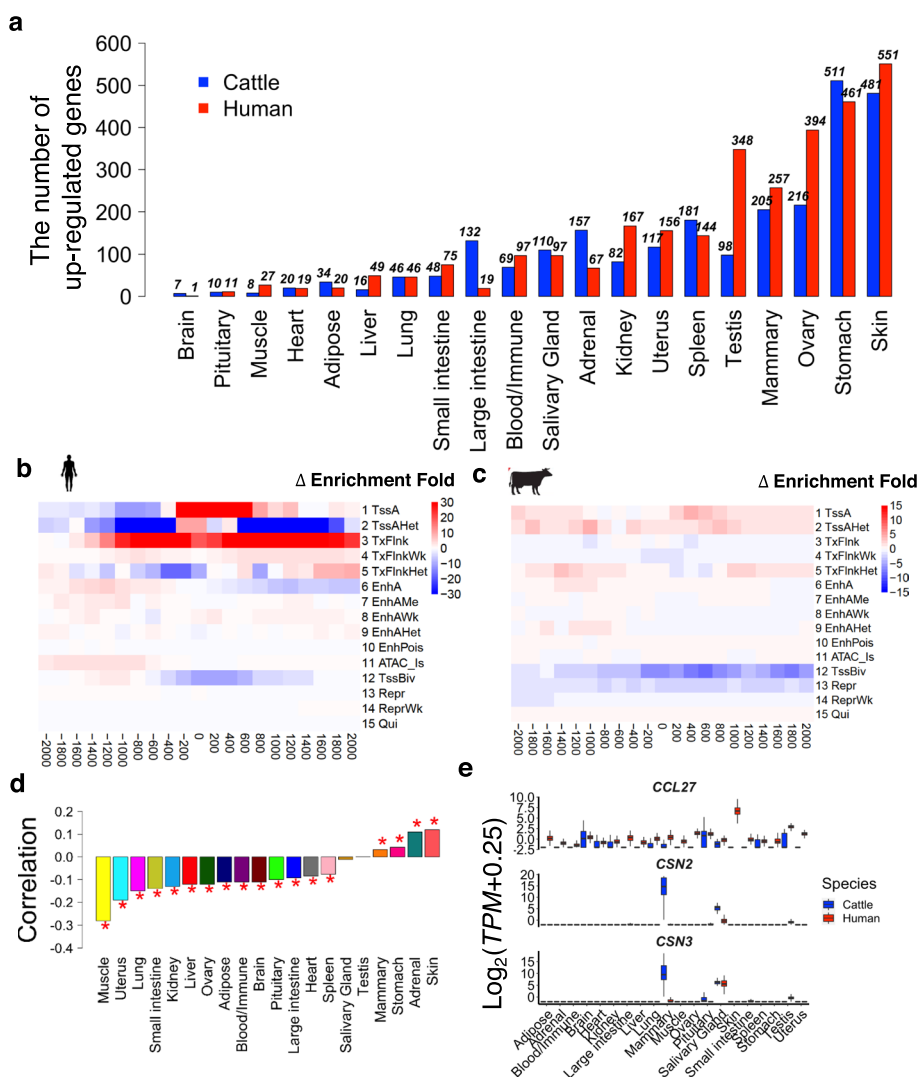 a
The number of
up-regulated genes
600
500
400
300
200
100
0
Cattle
Human
7 1 10 11 8 27 20 19 34 20 16 49 46 46 48 75 132 19 69 97 110 97 157 67 82 167 117 156 181 144 98 348 205 257 216 394 511 461 481 551
Brain
Pituitary
Muscle
Heart
Adipose
Liver
Lung
Small intestine
Large intestine
Blood/Immune
Salivary Gland
Adrenal
Kidney
Uterus
Spleen
Testis
Mammary
Ovary
Stomach
Skin
b
Δ Enrichment Fold
1 TssA
2 TssAHet
3 TxFlnk
4 TxFlnkWk
5 TxFlnkHet
6 EnhA
7 EnhAMe
8 EnhAWk
9 EnhAHet
10 EnhPois
11 ATAC_Is
12 TssBiv
13 Repr
14 ReprWk
15 Qui
30
20
10
0
−10
−20
−30
-2000
-1800
-1600
-1400
-1200
-1000
-800
-600
-400
-200
0
200
400
600
800
1000
1200
1400
1600
1800
2000
c
Δ Enrichment Fold
1 TssA
2 TssAHet
3 TxFlnk
4 TxFlnkWk
5 TxFlnkHet
6 EnhA
7 EnhAMe
8 EnhAWk
9 EnhAHet
10 EnhPois
11 ATAC_Is
12 TssBiv
13 Repr
14 ReprWk
15 Qui
15
10
5
0
−5
−10
−15
-2000
-1800
-1600
-1400
-1200
-1000
-800
-600
-400
-200
0
200
400
600
800
1000
1200
1400
1600
1800
2000
d
Correlation
0.2
0.1
0.0
-0.1
-0.2
-0.3
-0.4
Muscle
Uterus
Lung
Small intestine
Kidney
Liver
Ovary
Adipose
Blood/Immune
Brain
Pituitary
Large intestine
Heart
Spleen
Salivary Gland
Testis
Mammary
Stomach
Adrenal
Skin
e
Log2(TPM+0.25)
CCL27
10.0
7.5
5.0
2.5
0.0
-2.5
CSN2
20
15
10
5
0
CSN3
15
10
5
0
Species
Cattle
Human
Adipose
Adrenal
Blood/Immune
Brain
Heart
Kidney
Large intestine
Liver
Lung
Mammary
Muscle
Ovary
Pituitary
Salivary Gland
Skin
Small intestine
Spleen
Stomach
Testis
Uterus